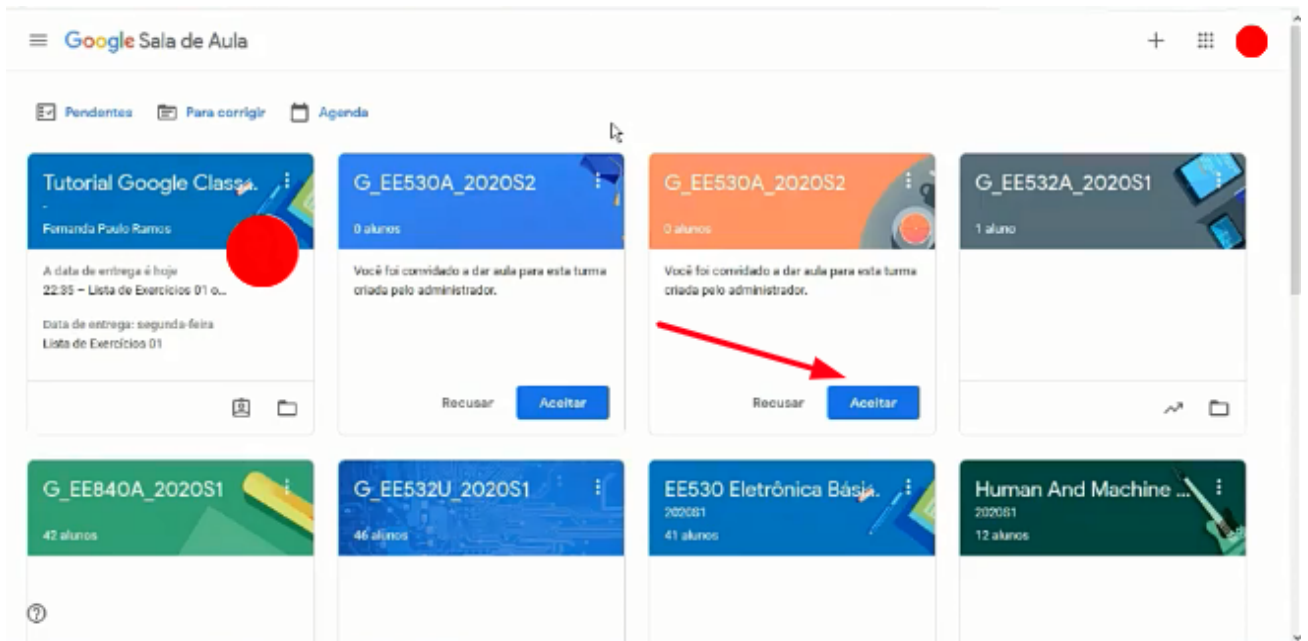 Google Sala de Aula
Pendentes Para corrigir Agenda
Tutorial Google Classa.
-
Fernanda Paulo Ramos
A data de entrega é hoje
22:35 – Lista de Exercícios 01 o...
Data de entrega: segunda-feira
Lista de Exercícios 01
G_EE530A_2020S2
0 alunos
Você foi convidado a dar aula para esta turma
criada pelo administrador.
Recusar Aceitar
G_EE530A_2020S2
0 alunos
Você foi convidado a dar aula para esta turma
criada pelo administrador.
Recusar Aceitar
G_EE532A_2020S1
1 aluno
G_EE840A_2020S1
42 alunos
G_EE532U_2020S1
46 alunos
EE530 Eletrônica Básic.
2020S1
41 alunos
Human And Machine ...
2020S1
12 alunos